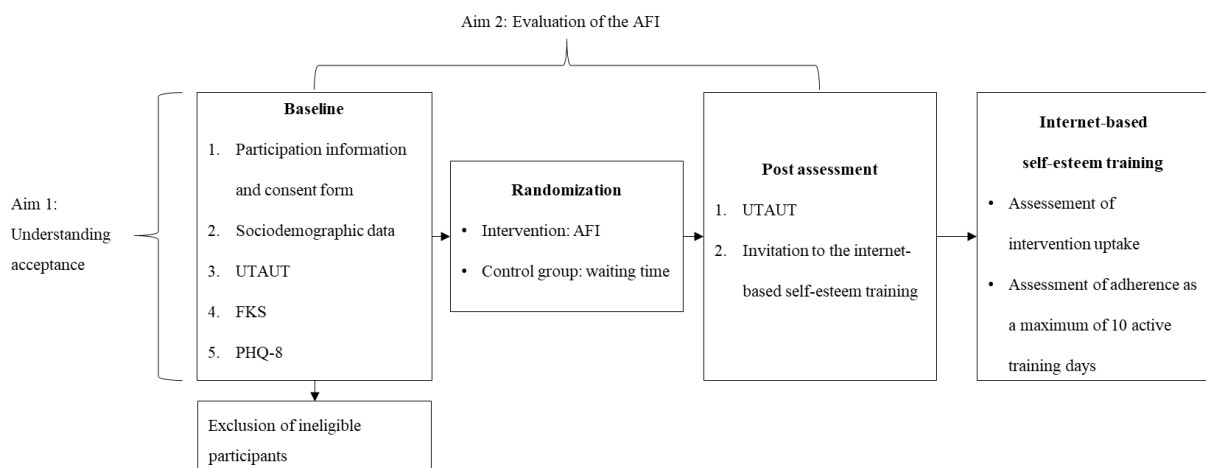 Aim 2: Evaluation of the AFI
Aim 1:
Understanding
acceptance
Baseline
1. Participation information
and consent form
2. Sociodemographic data
3. UTAUT
4. FKS
5. PHQ-8
Exclusion of ineligible
participants
Randomization
• Intervention: AFI
• Control group: waiting time
Post assessment
1. UTAUT
2. Invitation to the internet-
based self-esteem training
Internet-based
self-esteem training
• Assessement of
intervention uptake
• Assessment of adherence as
a maximum of 10 active
training days